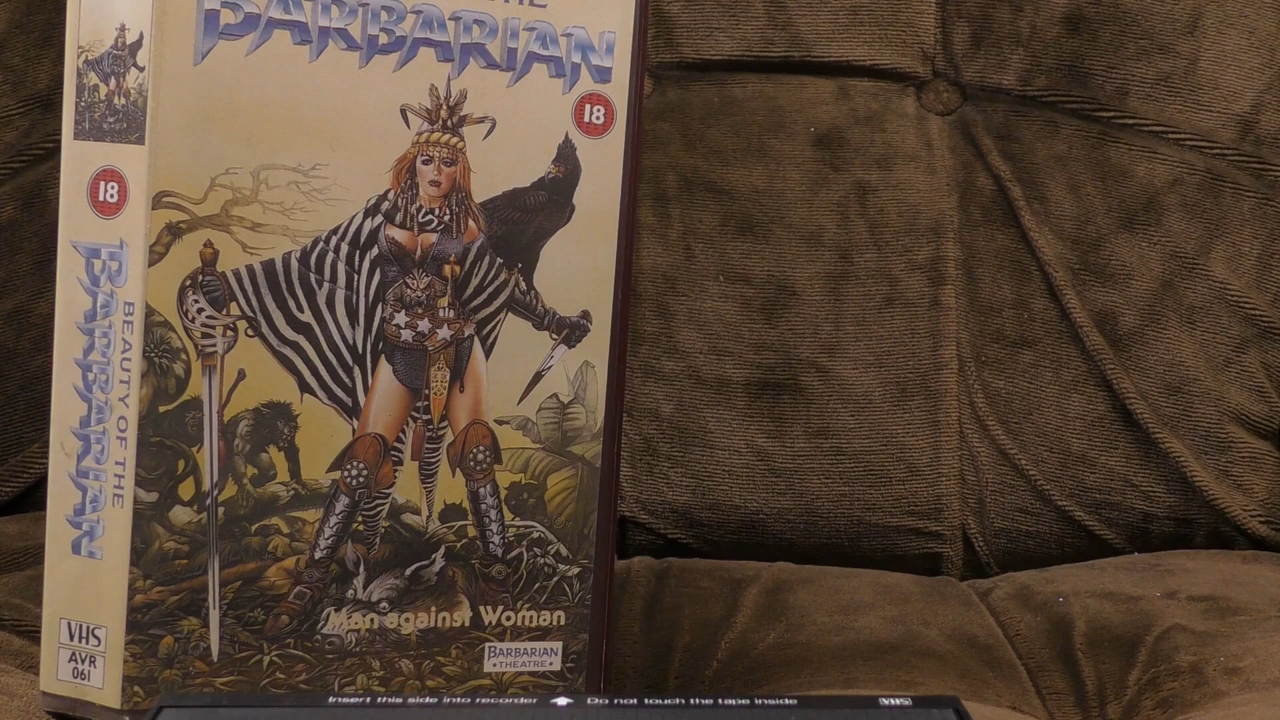 BARBARIAN
18
18
BEAUTY OF THE
BARBARIAN
Man against Woman
BARBARIAN
•THEATRE•
VHS
AVR
061
Insert this side into recorder
Do not touch the tape inside
VHS